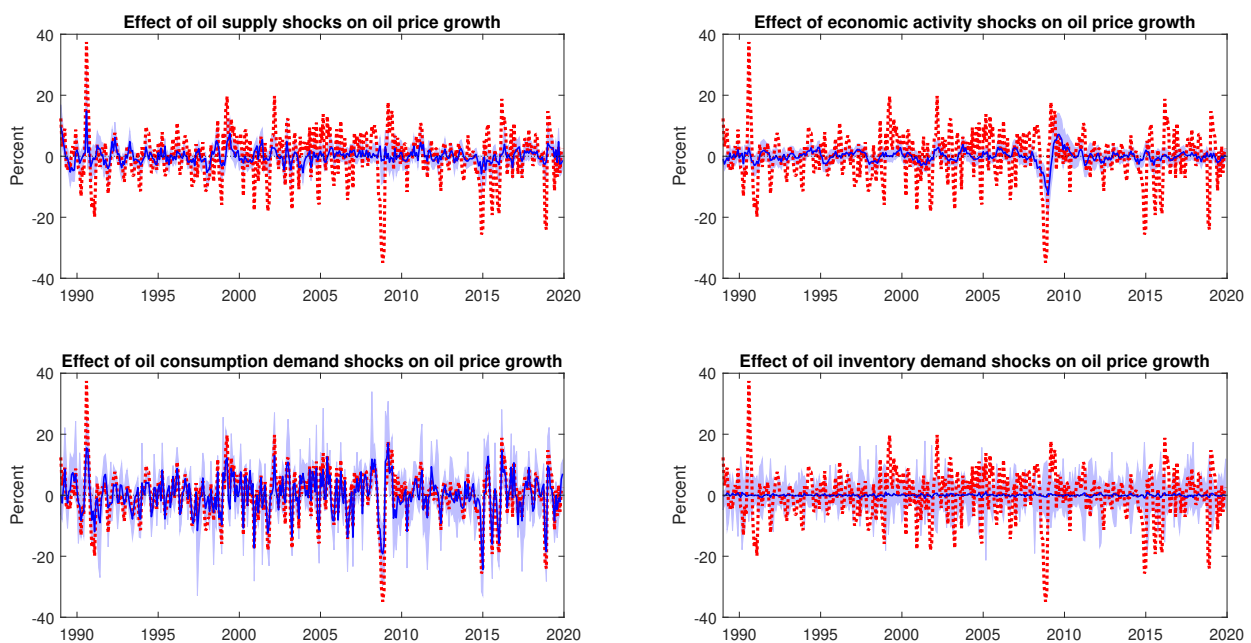 Effect of oil supply shocks on oil price growth
40
20
0
-20
-40
Percent
1990 1995 2000 2005 2010 2015 2020
Effect of economic activity shocks on oil price growth
40
20
0
-20
-40
Percent
1990 1995 2000 2005 2010 2015 2020
Effect of oil consumption demand shocks on oil price growth
40
20
0
-20
-40
Percent
1990 1995 2000 2005 2010 2015 2020
Effect of oil inventory demand shocks on oil price growth
40
20
0
-20
-40
Percent
1990 1995 2000 2005 2010 2015 2020